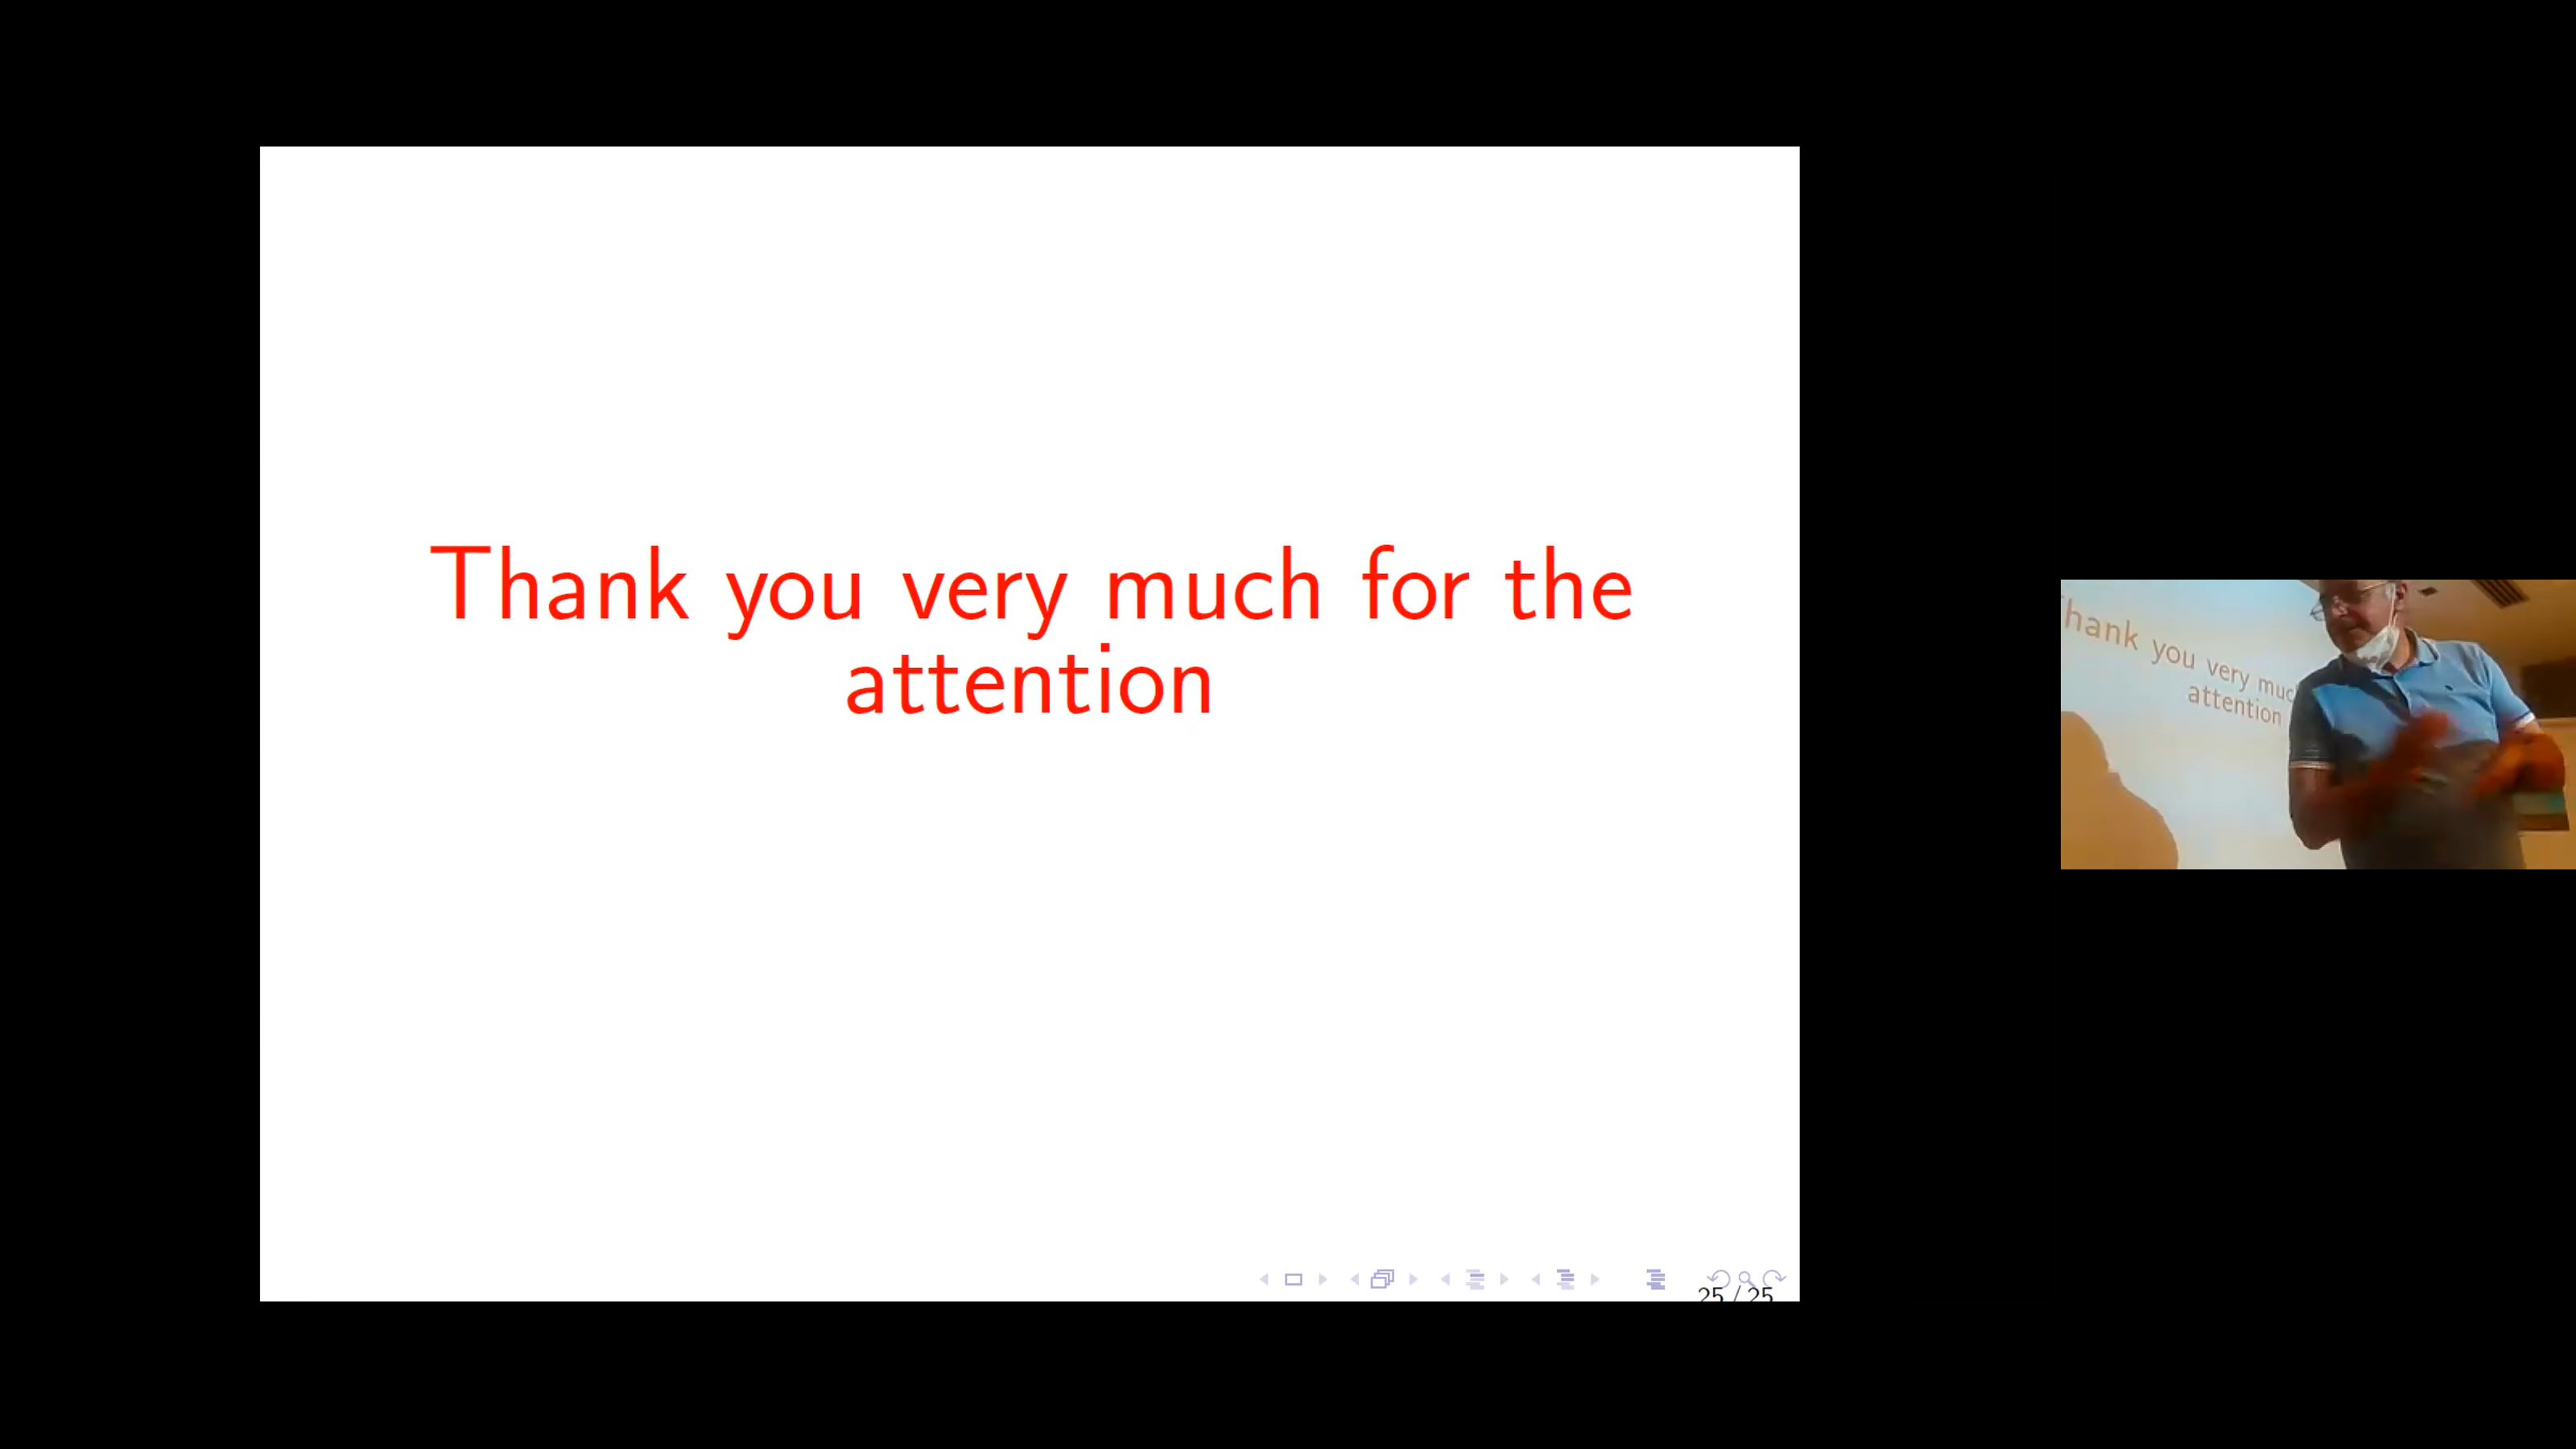 Thank you very much for the
attention
25 / 25
hank you very muc
attention